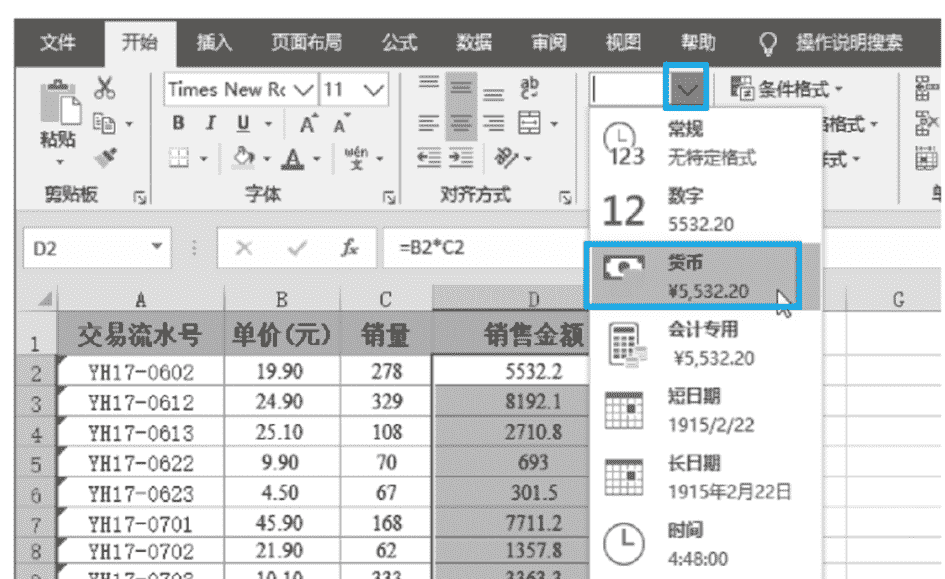 文件 开始 插入 页面布局 公式 数据 审阅 视图 帮助 操作说明搜索
Times New Rc 11 ab c 条件格式
粘贴 B I U A A 格式
wén 文 A 式
剪贴板 字体 对齐方式
D2 fx =B2*C2
常规
123 无特定格式
数字
12 5532.20
货币
¥5,532.20
会计专用
¥5,532.20
短日期
1915/2/22
长日期
1915年2月22日
时间
4:48:00
A B C D G
1 交易流水号 单价(元) 销量 销售金额
2 YH17-0602 19.90 278 5532.2
3 YH17-0612 24.90 329 8192.1
4 YH17-0613 25.10 108 2710.8
5 YH17-0622 9.90 70 693
6 YH17-0623 4.50 67 301.5
7 YH17-0701 45.90 168 7711.2
8 YH17-0702 21.90 62 1357.8